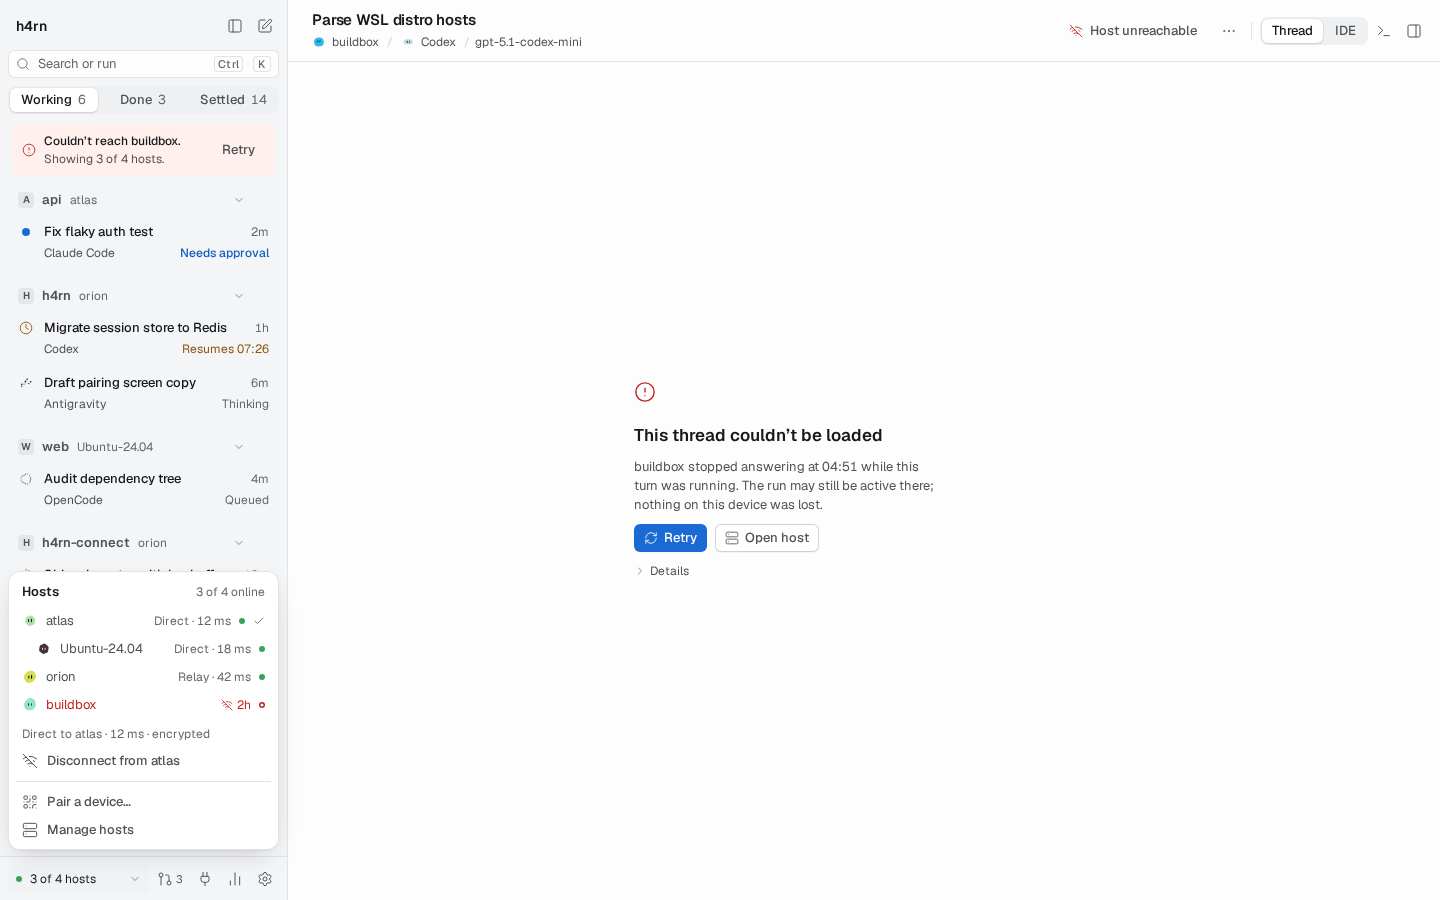 h4rn
Search or run Ctrl K
Working 6 Done 3 Settled 14
Couldn't reach buildbox.
Showing 3 of 4 hosts.
Retry
A api atlas
Fix flaky auth test 2m
Claude Code Needs approval
H h4rn orion
Migrate session store to Redis 1h
Codex Resumes 07:26
Draft pairing screen copy 6m
Antigravity Thinking
W web Ubuntu-24.04
Audit dependency tree 4m
OpenCode Queued
H h4rn-connect orion
Hosts 3 of 4 online
atlas Direct · 12 ms
Ubuntu-24.04 Direct · 18 ms
orion Relay · 42 ms
buildbox 2h
Direct to atlas · 12 ms · encrypted
Disconnect from atlas
Pair a device…
Manage hosts
3 of 4 hosts 3
Parse WSL distro hosts
buildbox / Codex / gpt-5.1-codex-mini
Host unreachable
Thread IDE
This thread couldn’t be loaded
buildbox stopped answering at 04:51 while this
turn was running. The run may still be active there;
nothing on this device was lost.
Retry Open host
Details